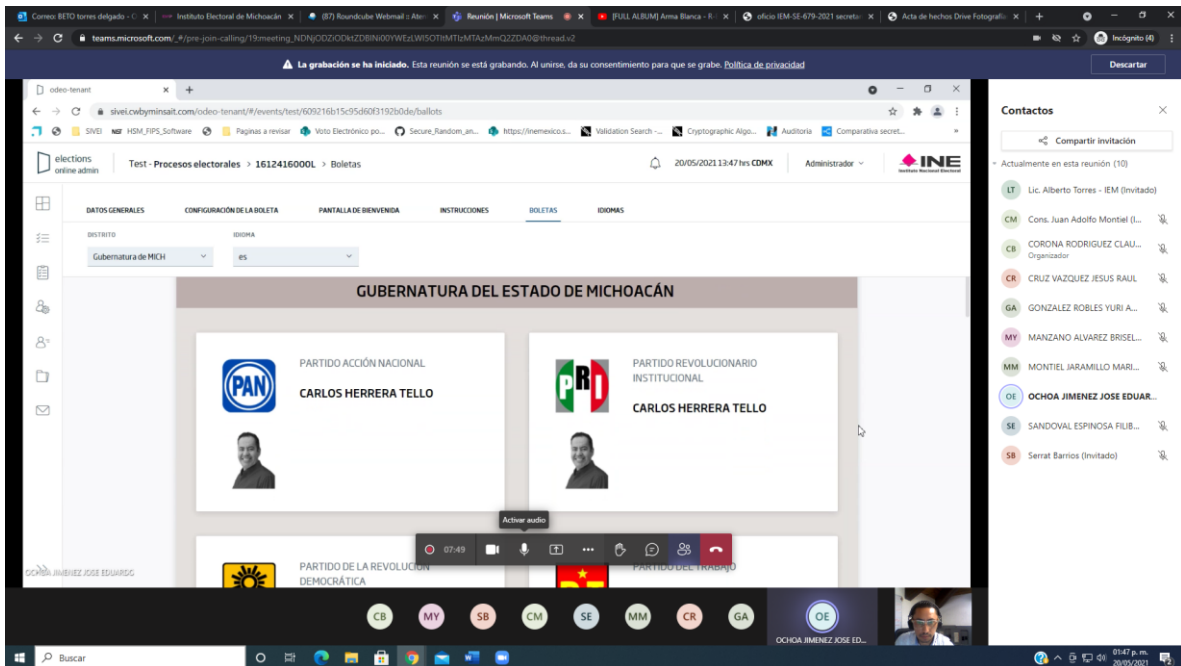 Correo: BETO torres delgado - O
Instituto Electoral de Michoacán
(87) Roundcube Webmail :: Aten
Reunión | Microsoft Teams
[FULL ALBUM] Arma Blanca - R
oficio IEM-SE-679-2021 secretar
Acta de hechos Drive Fotografía
teams.microsoft.com
Incógnito (4)
La grabación se ha iniciado. Esta reunión se está grabando. Al unirse, da su consentimiento para que se grabe. Política de privacidad
Descartar
odeo-tenant
sivei.cwbyminsait.com/odeo-tenant/#/events/test/609216b15c95d60f3192b0de/ballots
SIVEI
NIST HSM_FIPS_Software
Paginas a revisar
Voto Electrónico po...
Secure_Random_an...
https://inemexico.s...
Validation Search -...
Cryptographic Algo...
Auditoria
Comparativa secret...
elections
online admin
Test - Procesos electorales > 1612416000L > Boletas
20/05/2021 13:47 hrs CDMX
Administrador
INE
Instituto Nacional Electoral
DATOS GENERALES
CONFIGURACIÓN DE LA BOLETA
PANTALLA DE BIENVENIDA
INSTRUCCIONES
BOLETAS
IDIOMAS
DISTRITO
IDIOMA
Gubernatura de MICH
es
GUBERNATURA DEL ESTADO DE MICHOACÁN
PAN
PARTIDO ACCIÓN NACIONAL
CARLOS HERRERA TELLO
PRI
PARTIDO REVOLUCIONARIO
INSTITUCIONAL
CARLOS HERRERA TELLO
Activar audio
07:49
PARTIDO DE LA REVOLUCIÓN
DEMOCRÁTICA
PARTIDO DEL TRABAJO
OCHOA JIMENEZ JOSE EDUARDO
Contactos
Compartir invitación
Actualmente en esta reunión (10)
LT Lic. Alberto Torres - IEM (Invitado)
CM Cons. Juan Adolfo Montiel (I...
CB CORONA RODRIGUEZ CLAU...
Organizador
CR CRUZ VAZQUEZ JESUS RAUL
GA GONZALEZ ROBLES YURI A...
MY MANZANO ALVAREZ BRISEL...
MM MONTIEL JARAMILLO MARI...
OE OCHOA JIMENEZ JOSE EDUAR...
SE SANDOVAL ESPINOSA FILIB...
SB Serrat Barrios (Invitado)
CB MY SB CM SE MM CR GA OE
OCHOA JIMENEZ JOSE ED...
Buscar
01:47 p. m.
20/05/2021